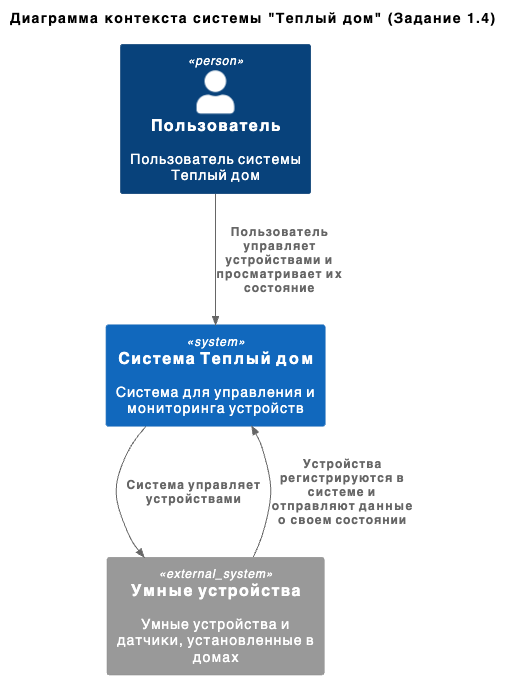 Диаграмма контекста системы "Теплый дом" (Задание 1.4)
«person»
Пользователь
Пользователь системы
Теплый дом
Пользователь
управляет
устройствами и
просматривает их
состояние
«system»
Система Теплый дом
Система для управления и
мониторинга устройств
Система управляет
устройствами
Устройства
регистрируются в
системе и
отправляют данные
о своем состоянии
«external_system»
Умные устройства
Умные устройства и
датчики, установленные в
домах